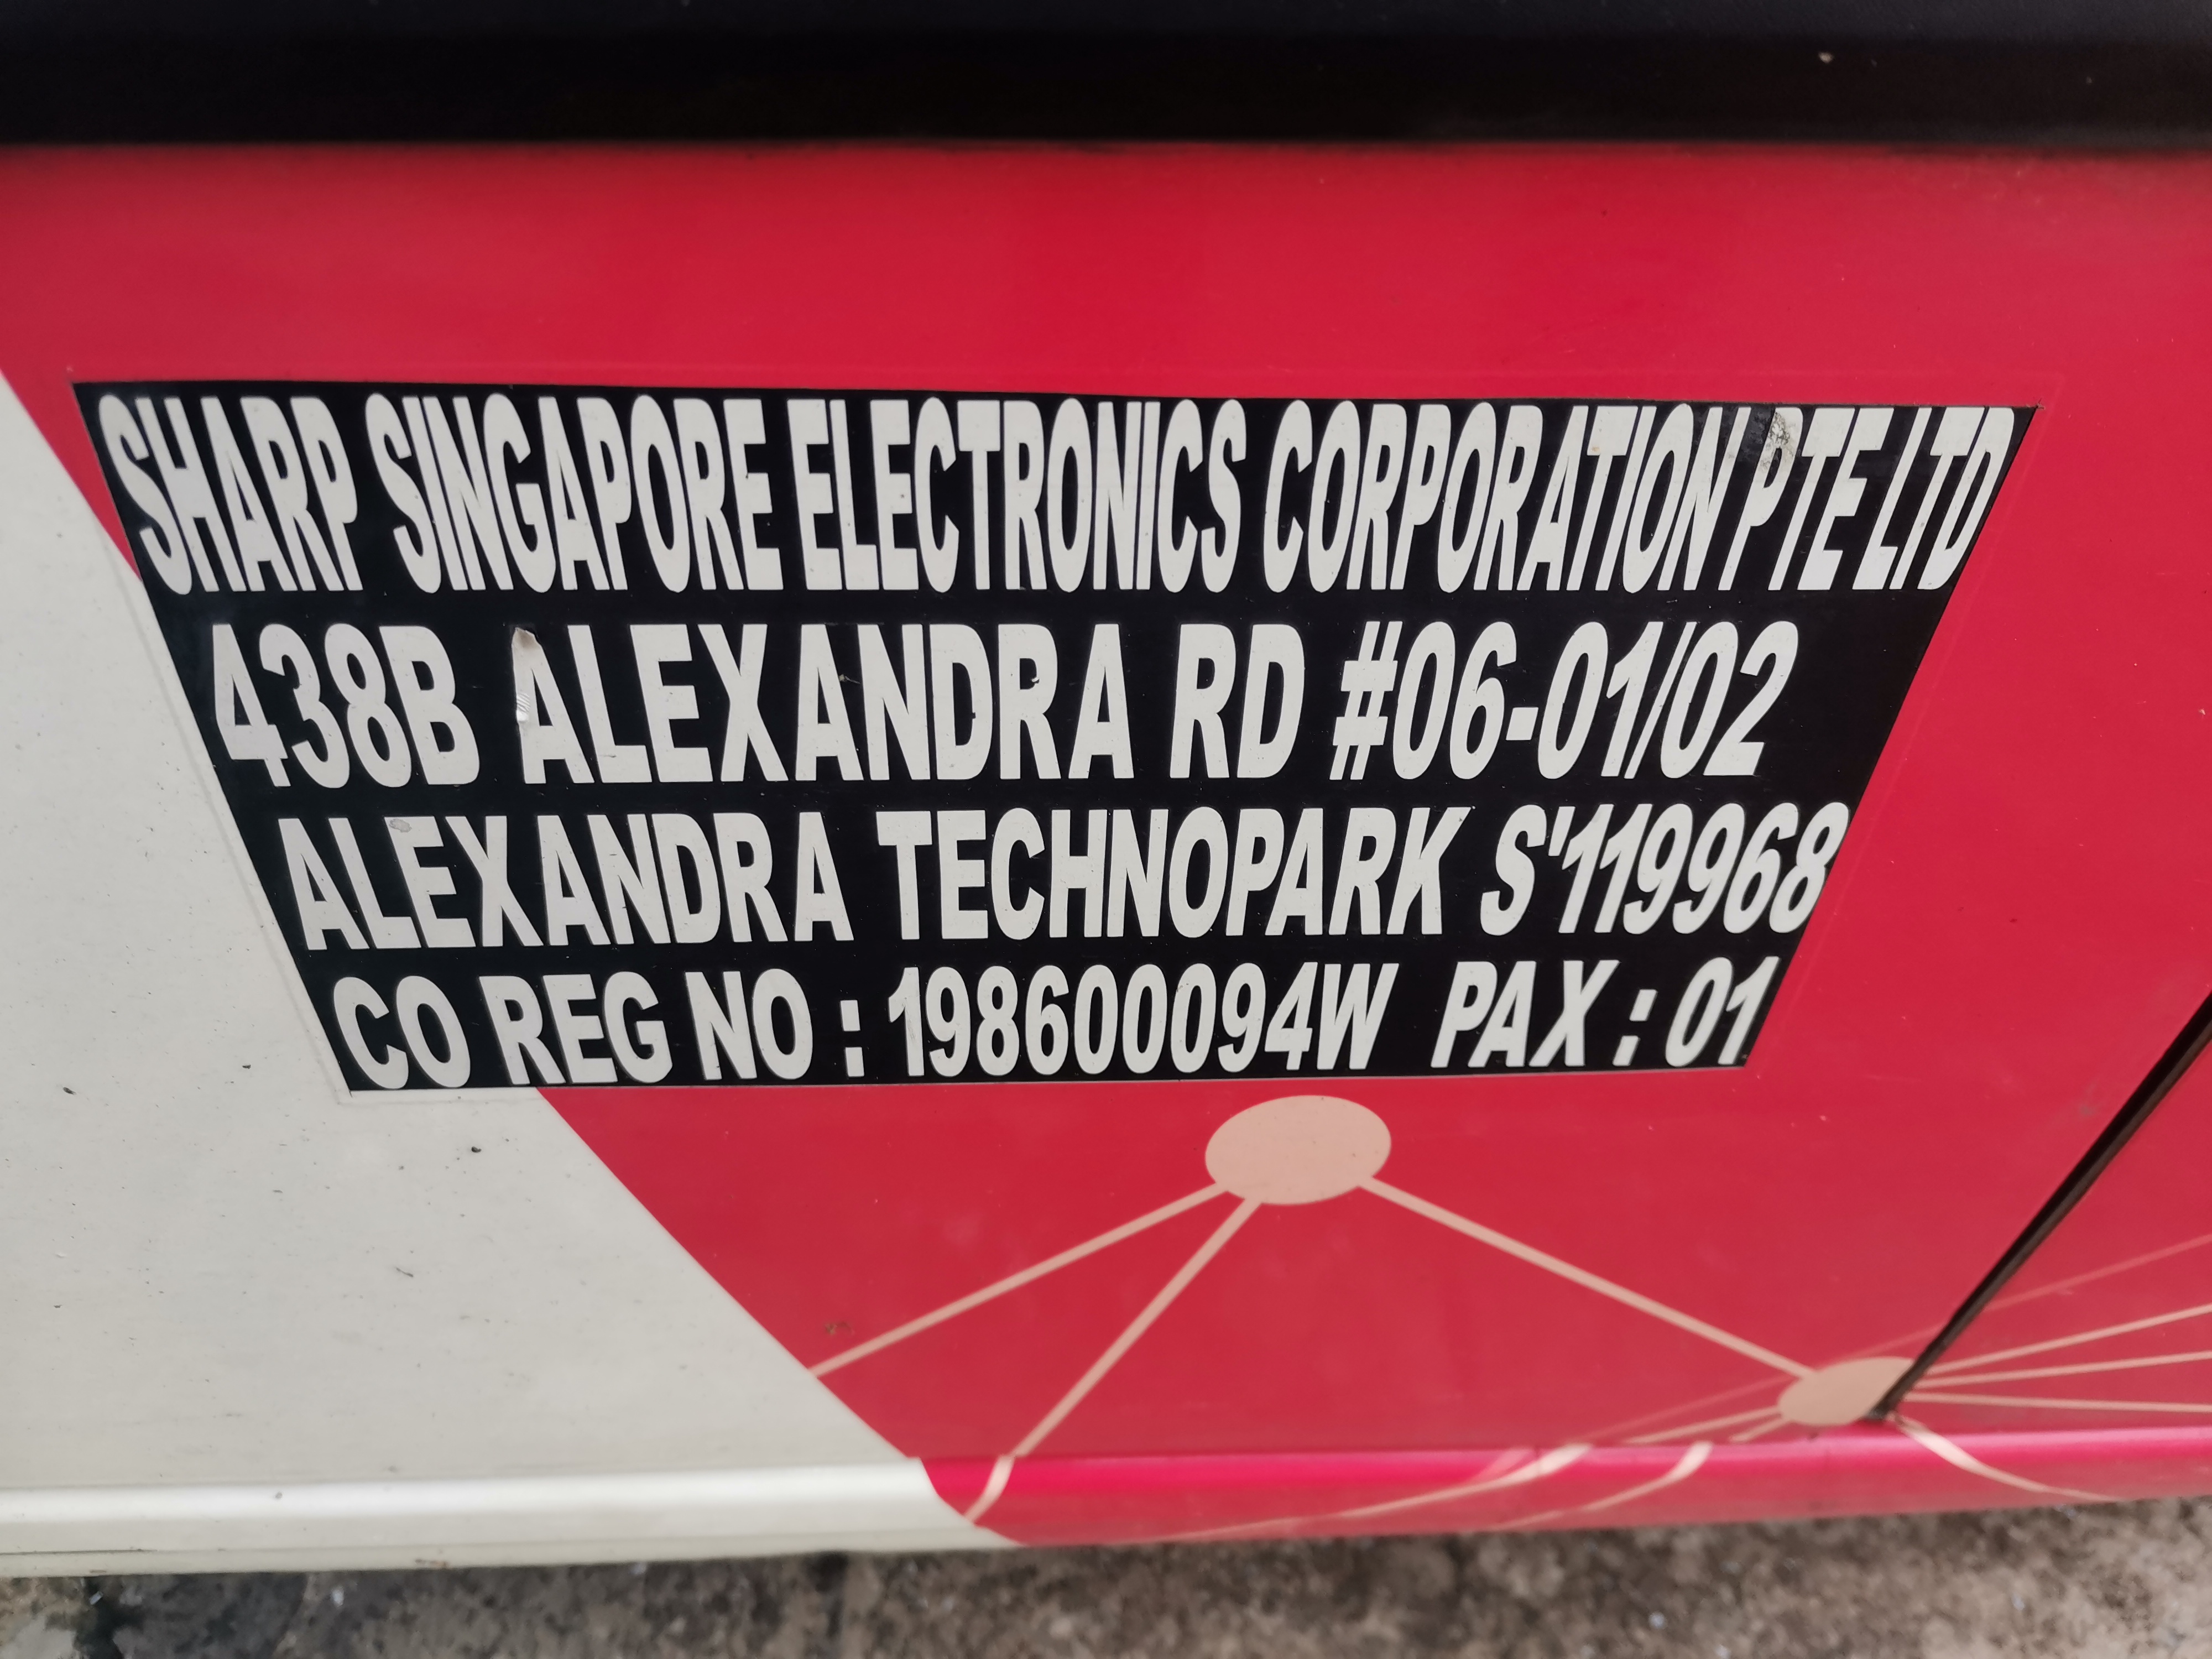 SHARP SINGAPORE ELECTRONICS CORPORATION PTE LTD
438B ALEXANDRA RD #06-01/02
ALEXANDRA TECHNOPARK S'119968
CO REG NO : 198600094W PAX : 01